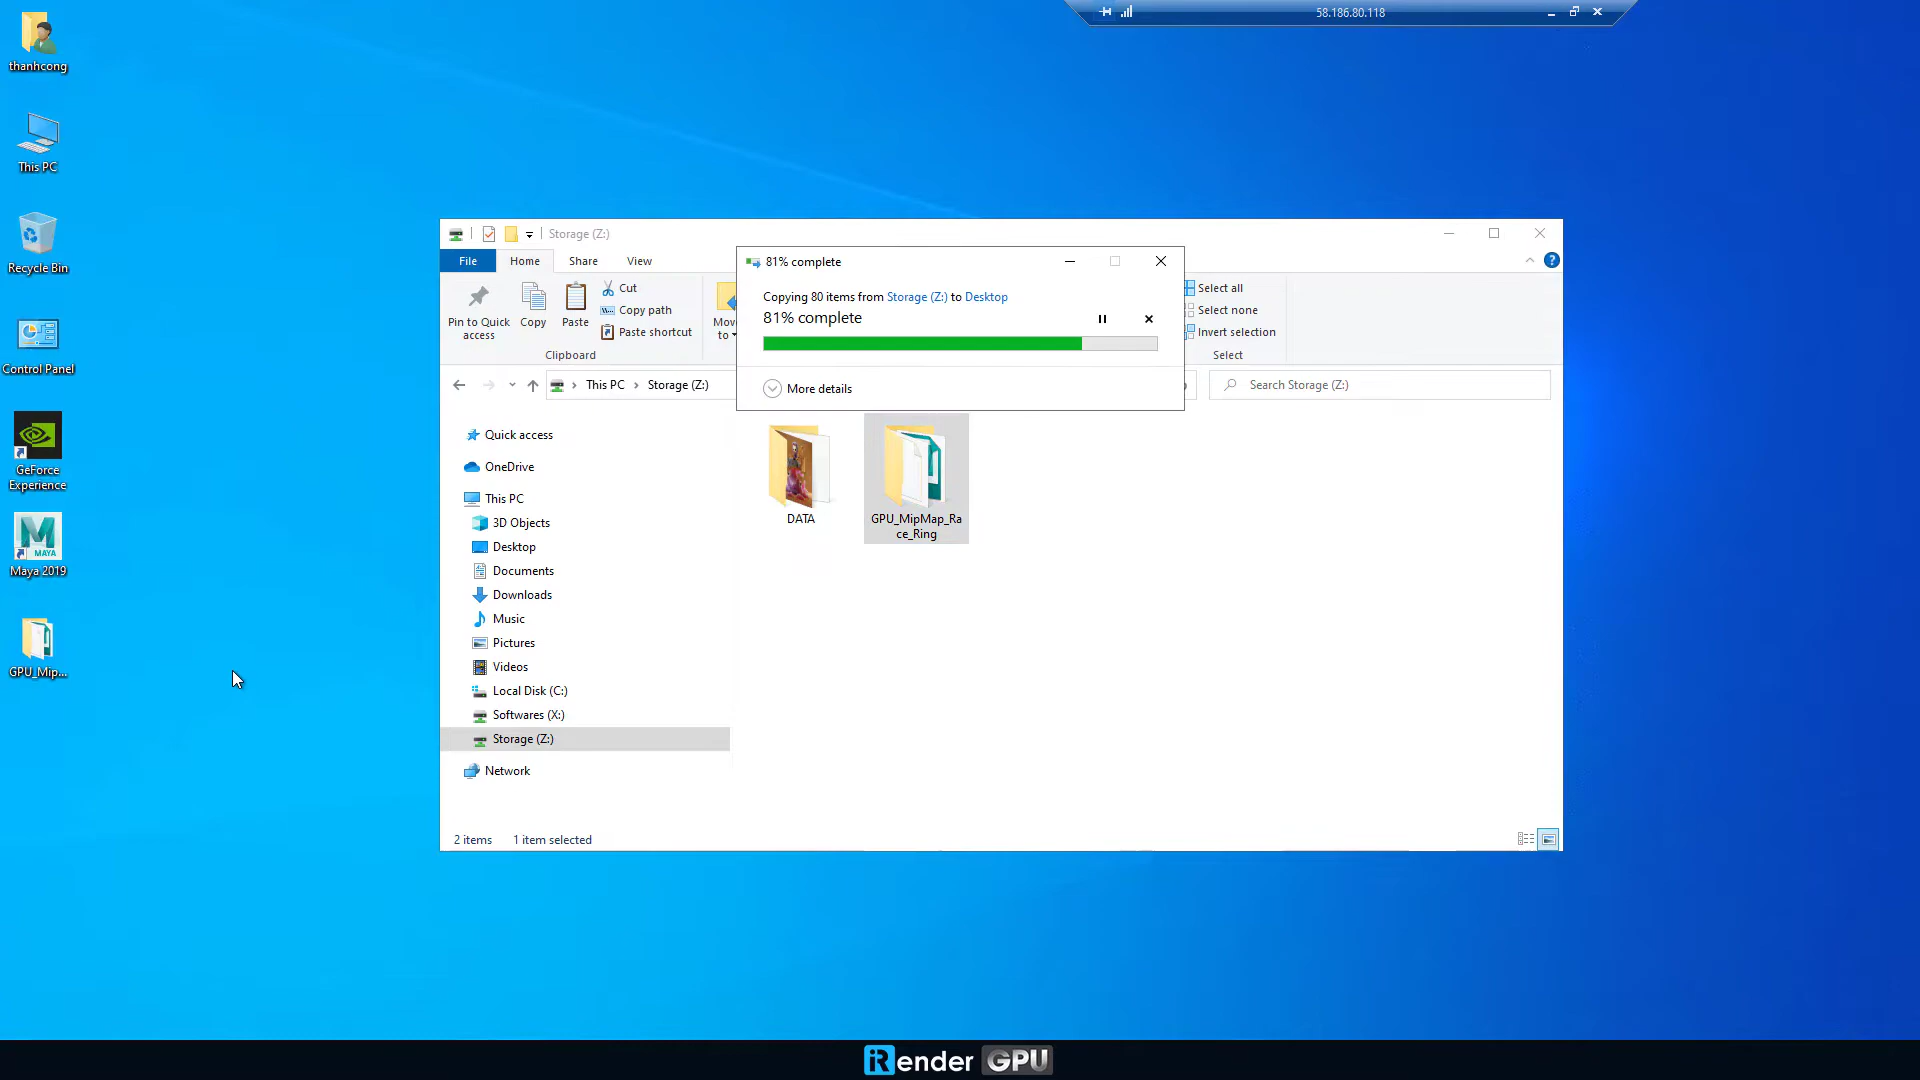 58.186.80.118
thanhcong
This PC
Recycle Bin
Control Panel
GeForce
Experience
MAYA
Maya 2019
GPU_Mip...
Storage (Z:)
File
Home
Share
View
Pin to Quick
access
Copy
Paste
Cut
Copy path
Paste shortcut
Clipboard
Move
to
Select all
Select none
Invert selection
Select
81% complete
Copying 80 items from Storage (Z:) to Desktop
81% complete
More details
This PC
Storage (Z:)
Search Storage (Z:)
Quick access
OneDrive
This PC
3D Objects
Desktop
Documents
Downloads
Music
Pictures
Videos
Local Disk (C:)
Softwares (X:)
Storage (Z:)
Network
DATA
GPU_MipMap_Ra
ce_Ring
2 items
1 item selected
iRender GPU